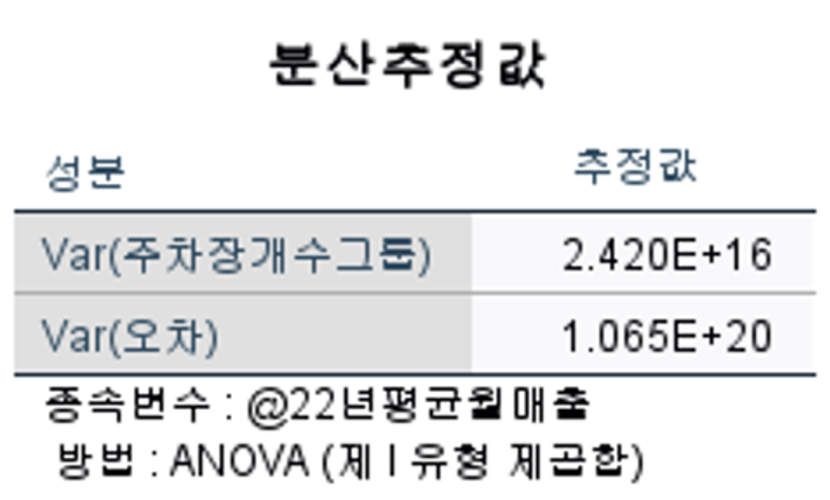 분산추정값
성분 추정값
Var(주차장개수그룹) 2.420E+16
Var(오차) 1.065E+20
종속변수 : @22년평균월매출
방법 : ANOVA (제 I 유형 제곱합)